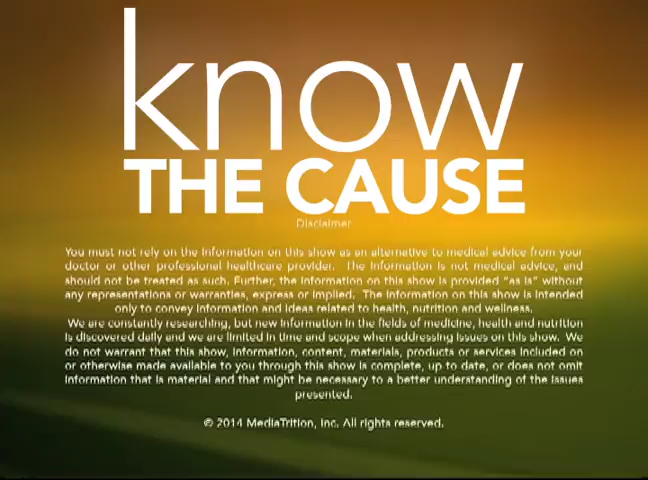 know
THE CAUSE
Disclaimer
You must not rely on the information on this show as an alternative to medical advice from your
doctor or other professional healthcare provider. The information is not medical advice, and
should not be treated as such. Further, the information on this show is provided "as is" without
any representations or warranties, express or implied. The information on this show is intended
only to convey information and ideas related to health, nutrition and wellness.
We are constantly researching, but new information in the fields of medicine, health and nutrition
is discovered daily and we are limited in time and scope when addressing issues on this show. We
do not warrant that this show, information, content, materials, products or services included on
or otherwise made available to you through this show is complete, up to date, or does not omit
information that is material and that might be necessary to a better understanding of the issues
presented.
© 2014 MediaTrition, Inc. All rights reserved.